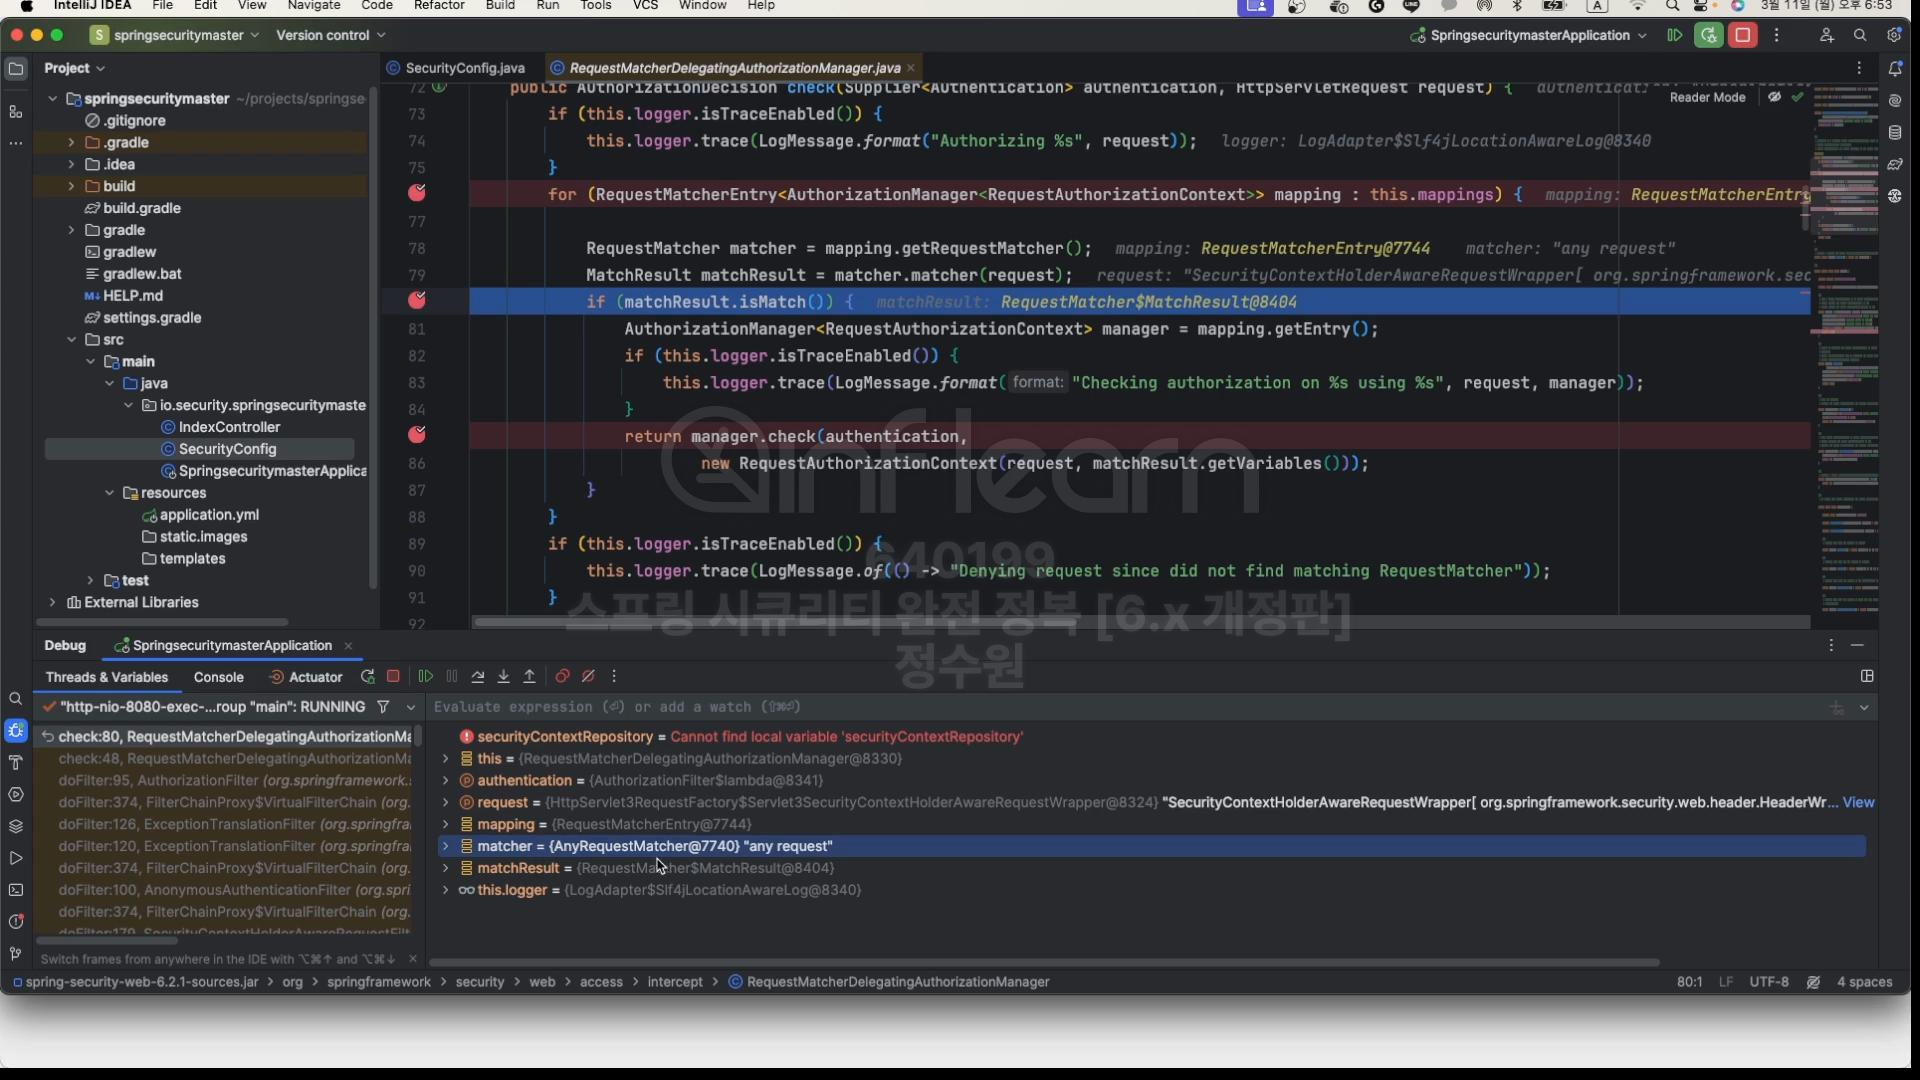 IntelliJ IDEA File Edit View Navigate Code Refactor Build Run Tools VCS Window Help A 3월 11일 (월) 오후 6:53
S springsecuritymaster Version control SpringsecuritymasterApplication
Project SecurityConfig.java RequestMatcherDelegatingAuthorizationManager.java
springsecuritymaster ~/projects/springse
.gitignore
.gradle
.idea
build
build.gradle
gradle
gradlew
gradlew.bat
HELP.md
settings.gradle
src
main
java
io.security.springsecuritymaste
IndexController
SecurityConfig
SpringsecuritymasterApplica
resources
application.yml
static.images
templates
test
External Libraries
Reader Mode
72 public AuthorizationDecision check(Supplier<Authentication> authentication, HttpServletRequest request) {
73 if (this.logger.isTraceEnabled()) {
74 this.logger.trace(LogMessage.format("Authorizing %s", request)); logger: LogAdapter$Slf4jLocationAwareLog@8340
75 }
for (RequestMatcherEntry<AuthorizationManager<RequestAuthorizationContext>> mapping : this.mappings) { mapping: RequestMatcherEntry
77
78 RequestMatcher matcher = mapping.getRequestMatcher(); mapping: RequestMatcherEntry@7744 matcher: "any request"
79 MatchResult matchResult = matcher.matcher(request); request: "SecurityContextHolderAwareRequestWrapper[ org.springframework.sec
if (matchResult.isMatch()) { matchResult: RequestMatcher$MatchResult@8404
81 AuthorizationManager<RequestAuthorizationContext> manager = mapping.getEntry();
82 if (this.logger.isTraceEnabled()) {
83 this.logger.trace(LogMessage.format( format: "Checking authorization on %s using %s", request, manager));
84 }
return manager.check(authentication,
86 new RequestAuthorizationContext(request, matchResult.getVariables()));
87 }
88 }
89 if (this.logger.isTraceEnabled()) {
90 this.logger.trace(LogMessage.of(() -> "Denying request since did not find matching RequestMatcher"));
91 }
92
inflearn
640199
스프링 시큐리티 완전 정복 [6.x 개정판]
정수원
Debug SpringsecuritymasterApplication
Threads & Variables Console Actuator
"http-nio-8080-exec-...roup "main": RUNNING
check:80, RequestMatcherDelegatingAuthorizationMa
check:48, RequestMatcherDelegatingAuthorizationMa
doFilter:95, AuthorizationFilter (org.springframework.
doFilter:374, FilterChainProxy$VirtualFilterChain (org.
doFilter:126, ExceptionTranslationFilter (org.springfra
doFilter:120, ExceptionTranslationFilter (org.springfra
doFilter:374, FilterChainProxy$VirtualFilterChain (org.
doFilter:100, AnonymousAuthenticationFilter (org.spri
doFilter:374, FilterChainProxy$VirtualFilterChain (org.
doFilter:179, SecurityContextHolderAwareRequestFilt
Switch frames from anywhere in the IDE with ⌥⌘↑ and ⌥⌘↓
Evaluate expression (⏎) or add a watch (⇧⌘⏎)
securityContextRepository = Cannot find local variable 'securityContextRepository'
this = {RequestMatcherDelegatingAuthorizationManager@8330}
authentication = {AuthorizationFilter$lambda@8341}
request = {HttpServlet3RequestFactory$Servlet3SecurityContextHolderAwareRequestWrapper@8324} "SecurityContextHolderAwareRequestWrapper[ org.springframework.security.web.header.HeaderWr... View
mapping = {RequestMatcherEntry@7744}
matcher = {AnyRequestMatcher@7740} "any request"
matchResult = {RequestMatcher$MatchResult@8404}
this.logger = {LogAdapter$Slf4jLocationAwareLog@8340}
spring-security-web-6.2.1-sources.jar > org > springframework > security > web > access > intercept > RequestMatcherDelegatingAuthorizationManager 80:1 LF UTF-8 4 spaces